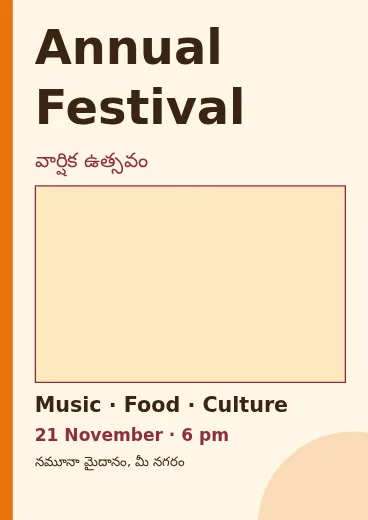 Annual
Festival
వార్షిక ఉత్సవం
Music · Food · Culture
21 November · 6 pm
నమూనా మైదానం, మీ నగరం